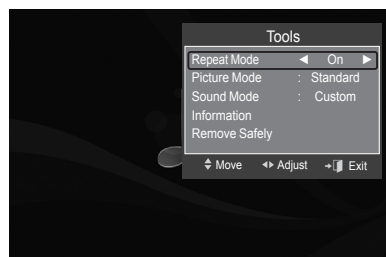 Tools
Repeat Mode ◀ On ▶
Picture Mode : Standard
Sound Mode : Custom
Information
Remove Safely
Move Adjust Exit